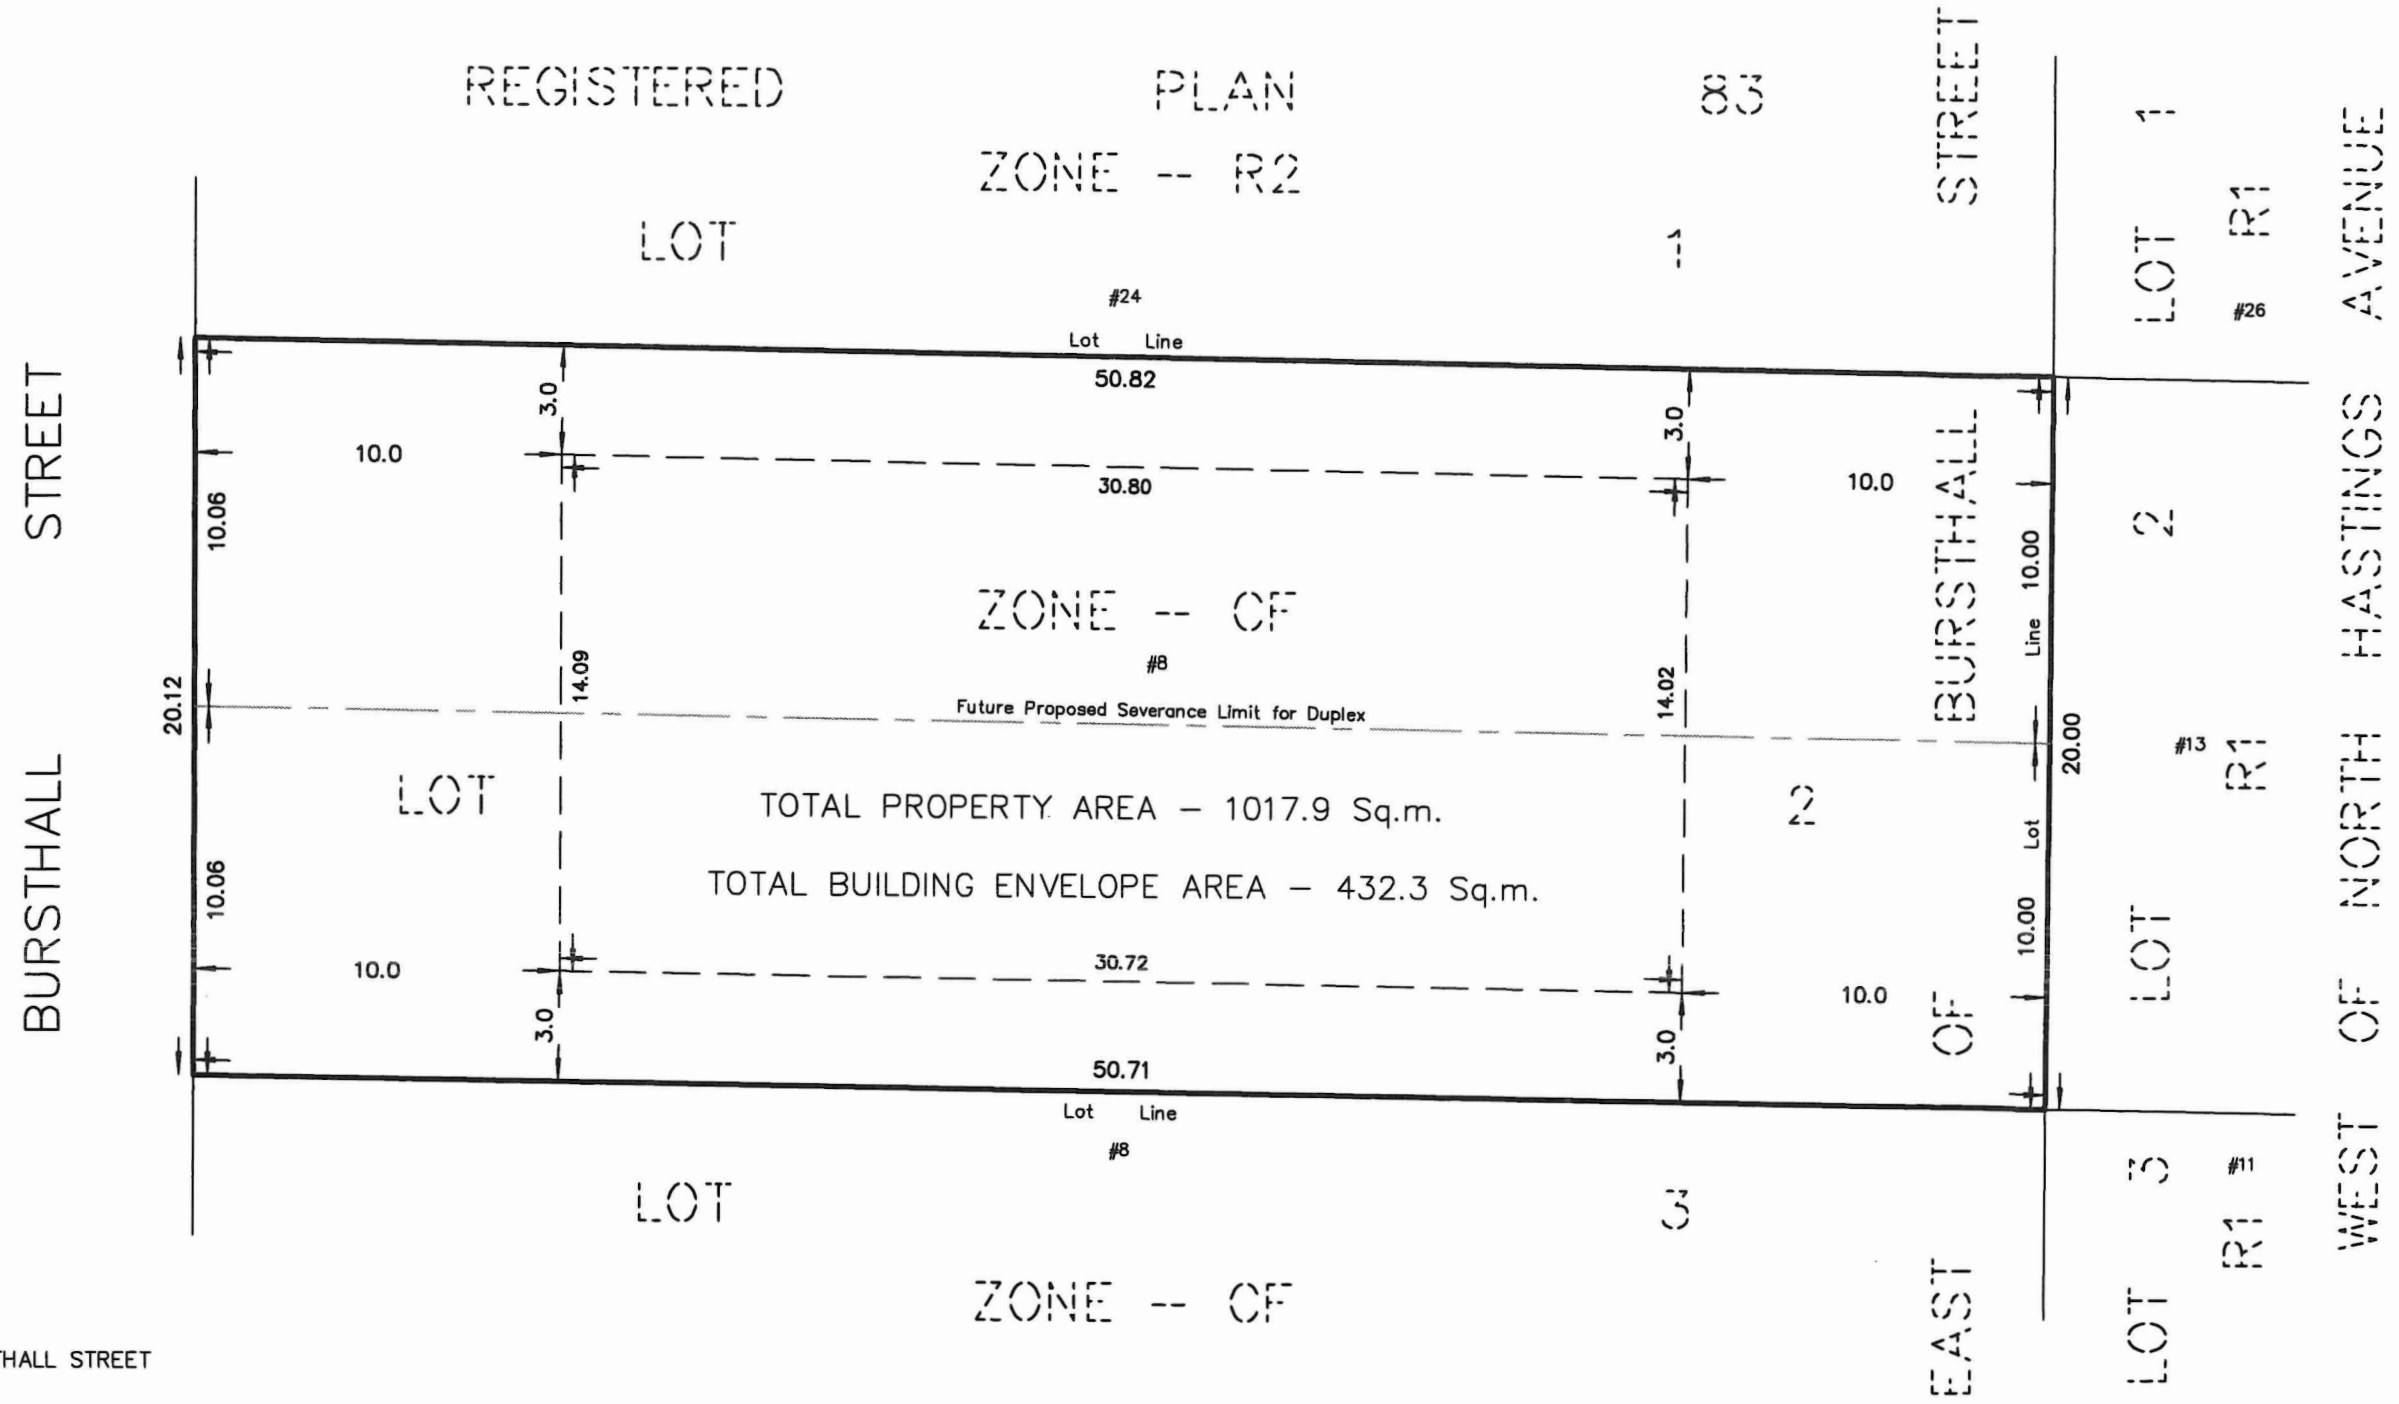 REGISTERED PLAN 83
ZONE -- R2
LOT 1
#24
Lot Line
50.82
3.0
3.0
10.0
30.80
10.0
10.06
10.00
ZONE -- CF
#8
14.09
14.02
Line
20.12
Future Proposed Severance Limit for Duplex
20.00
LOT 2
TOTAL PROPERTY AREA – 1017.9 Sq.m.
Lot
TOTAL BUILDING ENVELOPE AREA – 432.3 Sq.m.
10.06
10.00
10.0
30.72
10.0
3.0
3.0
50.71
Lot Line
#8
LOT 3
ZONE -- CF
BURSTHALL STREET
EAST OF BURSTHALL STREET
LOT 1
R1
#26
2
#13
R1
LOT
LOT 3
#11
R1
WEST OF NORTH HASTINGS AVENUE
THALL STREET